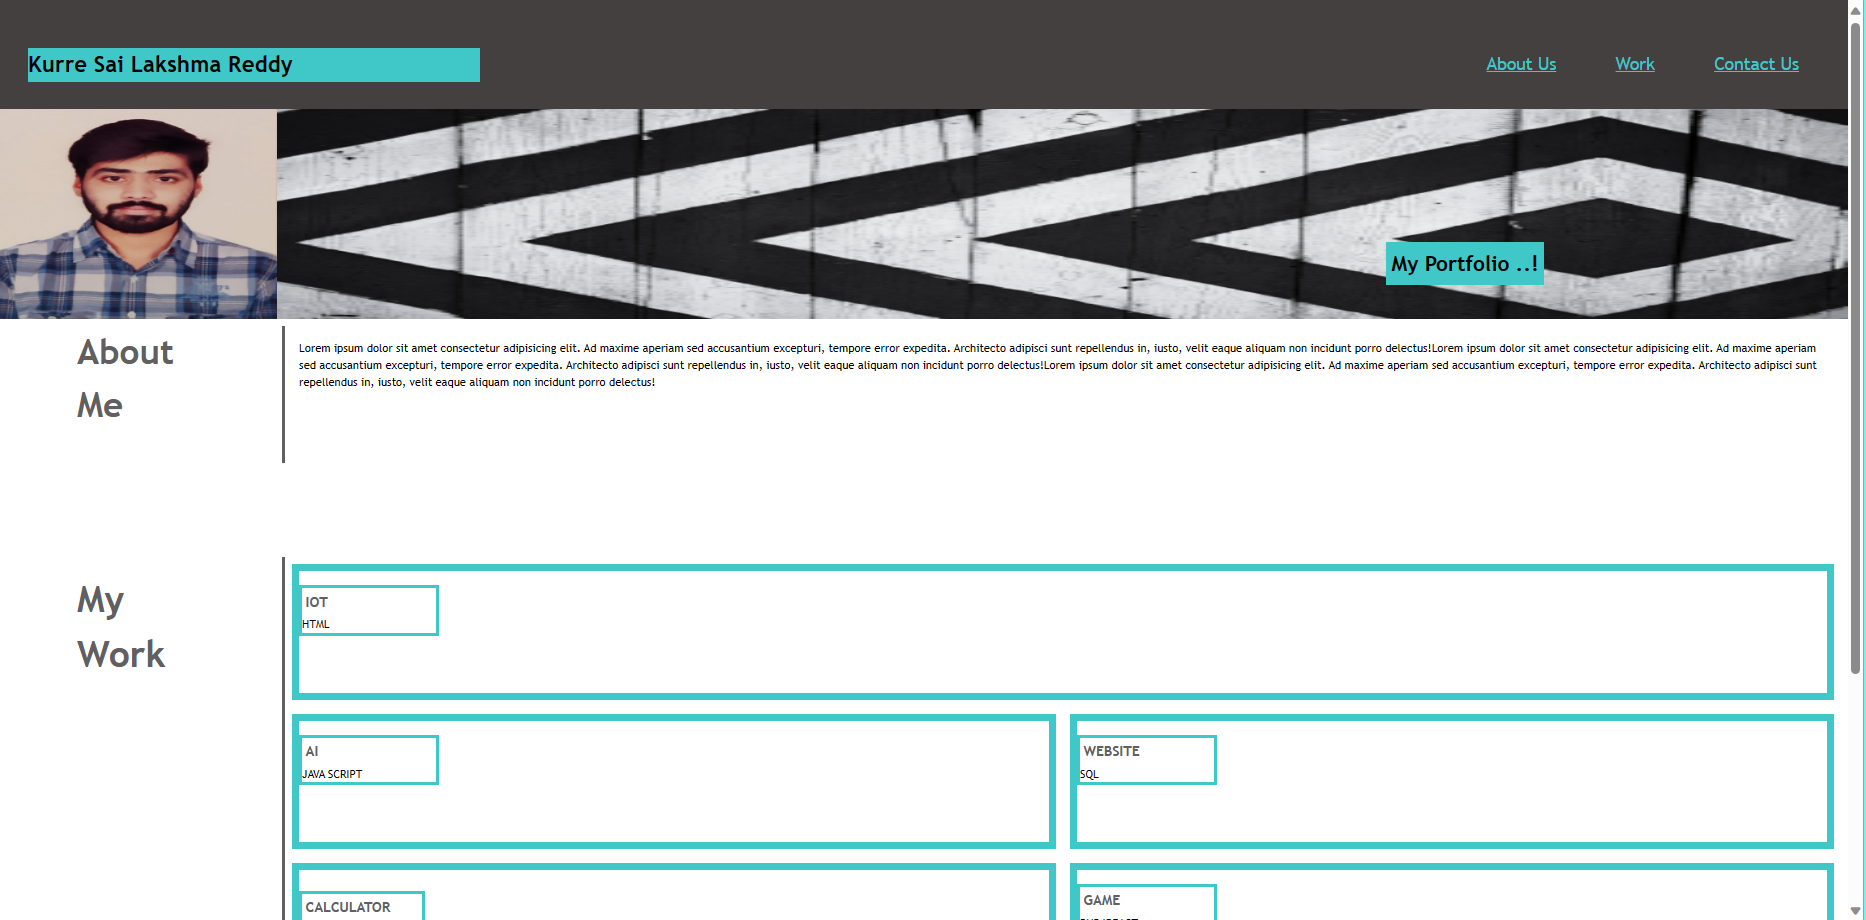 Kurre Sai Lakshma Reddy
About Us Work Contact Us
My Portfolio ..!
About
Me
Lorem ipsum dolor sit amet consectetur adipisicing elit. Ad maxime aperiam sed accusantium excepturi, tempore error expedita. Architecto adipisci sunt repellendus in, iusto, velit eaque aliquam non incidunt porro delectus!Lorem ipsum dolor sit amet consectetur adipisicing elit. Ad maxime aperiam
sed accusantium excepturi, tempore error expedita. Architecto adipisci sunt repellendus in, iusto, velit eaque aliquam non incidunt porro delectus!Lorem ipsum dolor sit amet consectetur adipisicing elit. Ad maxime aperiam sed accusantium excepturi, tempore error expedita. Architecto adipisci sunt
repellendus in, iusto, velit eaque aliquam non incidunt porro delectus!
My
Work
IOT
HTML
AI
JAVA SCRIPT
WEBSITE
SQL
CALCULATOR
GAME